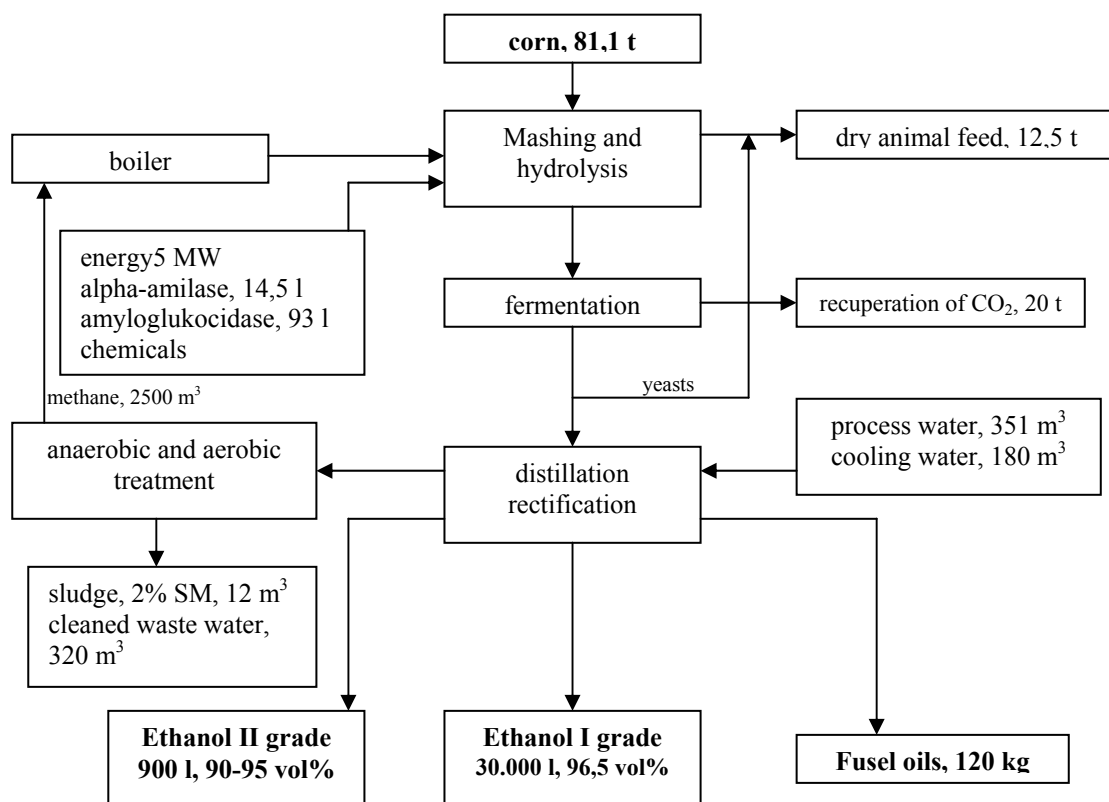 corn, 81,1 t
Mashing and
hydrolysis
dry animal feed, 12,5 t
boiler
energy5 MW
alpha-amilase, 14,5 l
amyloglukocidase, 93 l
chemicals
fermentation
recuperation of CO₂, 20 t
methane, 2500 m³
yeasts
anaerobic and aerobic
treatment
distillation
rectification
process water, 351 m³
cooling water, 180 m³
sludge, 2% SM, 12 m³
cleaned waste water,
320 m³
Ethanol II grade
900 l, 90-95 vol%
Ethanol I grade
30.000 l, 96,5 vol%
Fusel oils, 120 kg